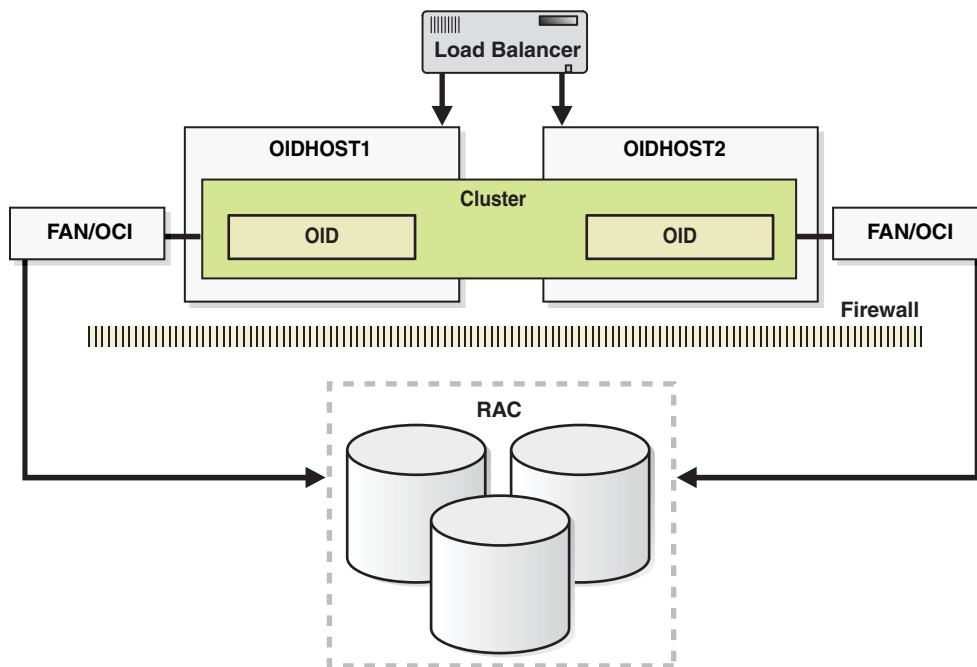 Load Balancer
OIDHOST1
OIDHOST2
Cluster
FAN/OCI
OID
OID
FAN/OCI
Firewall
RAC